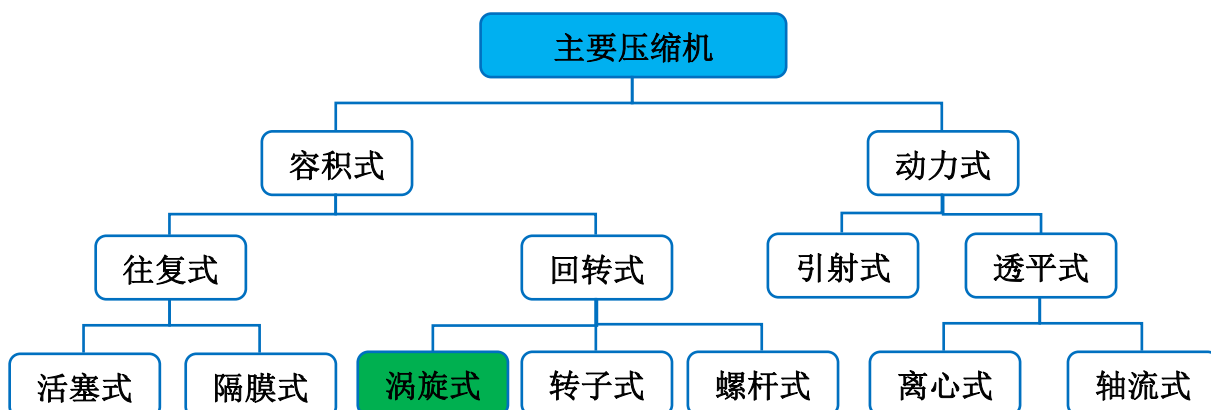 主要压缩机
容积式
动力式
往复式
回转式
引射式
透平式
活塞式
隔膜式
涡旋式
转子式
螺杆式
离心式
轴流式